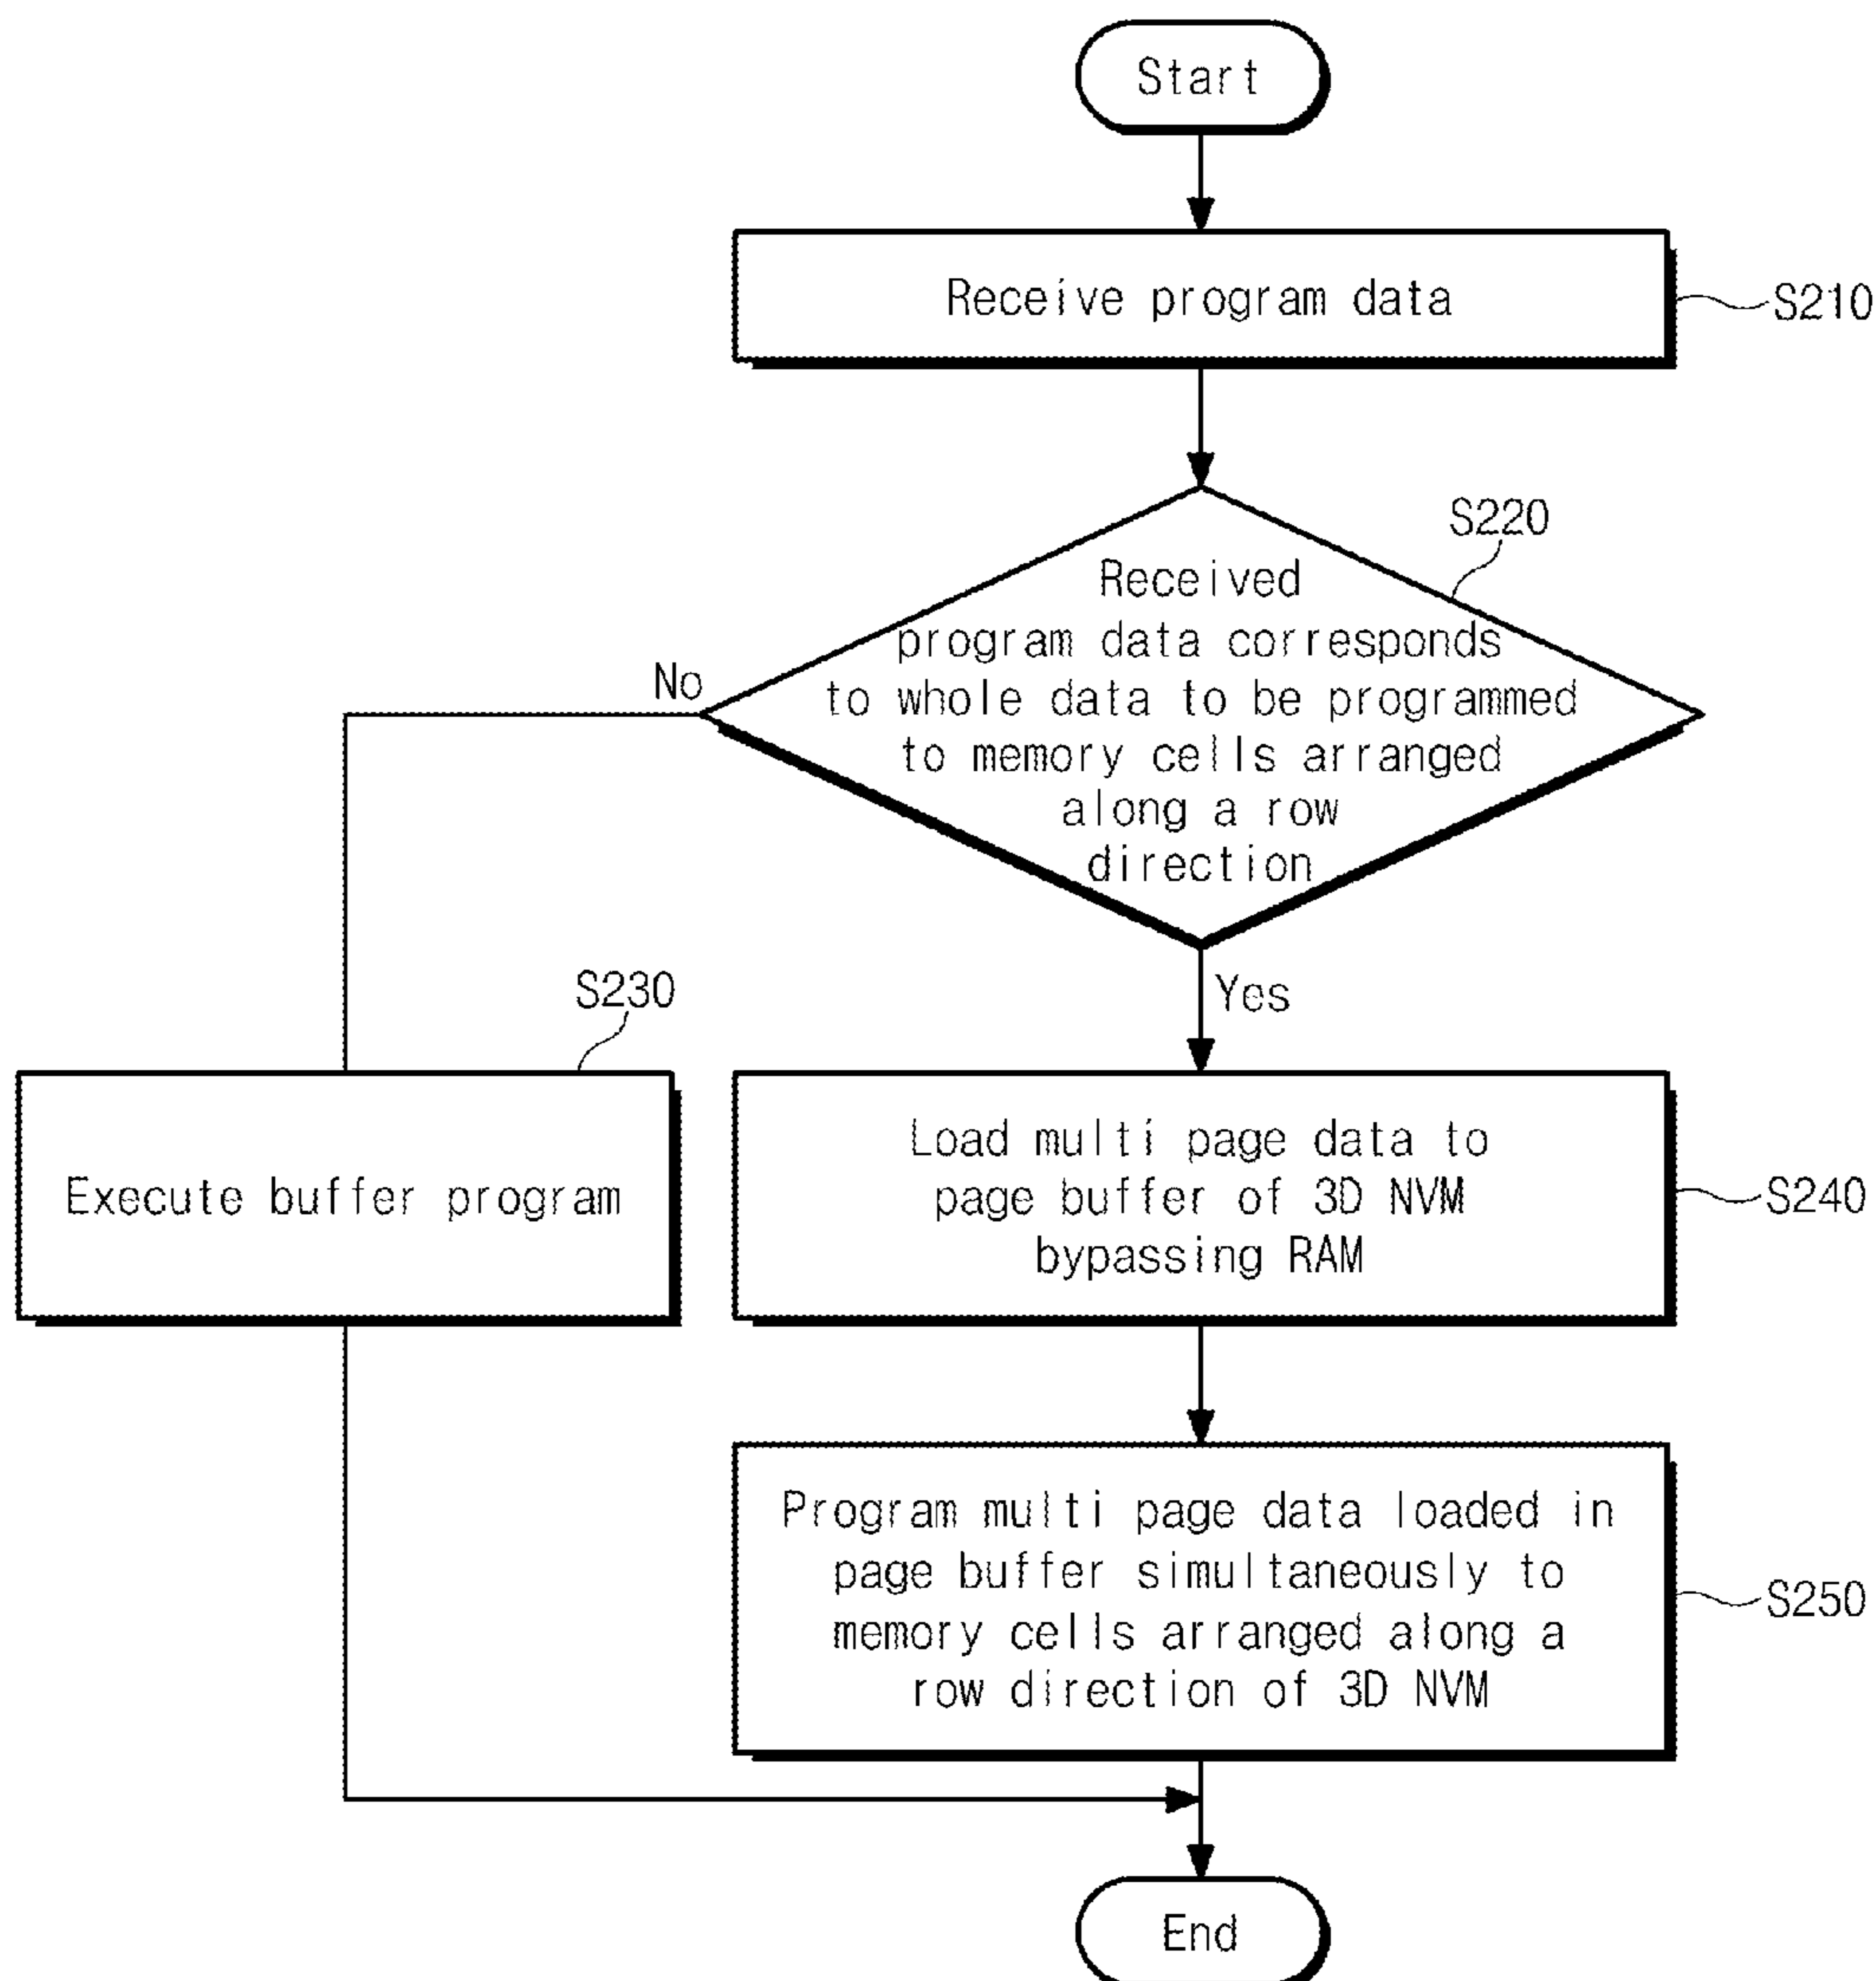 Start
Receive program data
S210
S220
Received
program data corresponds
to whole data to be programmed
to memory cells arranged
along a row
direction
No
Yes
S230
Execute buffer program
Load multi page data to
page buffer of 3D NVM
bypassing RAM
S240
Program multi page data loaded in
page buffer simultaneously to
memory cells arranged along a
row direction of 3D NVM
S250
End